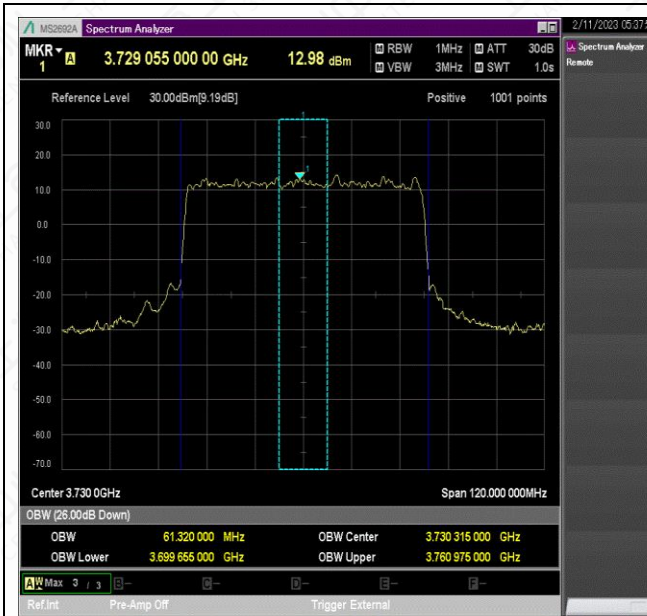 MS2692A Spectrum Analyzer
2/11/2023 05:37:5
MKR 1 A 3.729 055 000 00 GHz 12.98 dBm
M RBW 1MHz M ATT 30dB
M VBW 3MHz M SWT 1.0s
Spectrum Analyzer
Remote
Reference Level 30.00dBm[9.19dB] Positive 1001 points
30.0
20.0
10.0
0.0
-10.0
-20.0
-30.0
-40.0
-50.0
-60.0
-70.0
1
1
Center 3.730 0GHz Span 120.000 000MHz
OBW (26.00dB Down)
OBW 61.320 000 MHz OBW Center 3.730 315 000 GHz
OBW Lower 3.699 655 000 GHz OBW Upper 3.760 975 000 GHz
A W Max 3 / 3 B- C- D- E- F-
Ref.Int Pre-Amp Off Trigger External